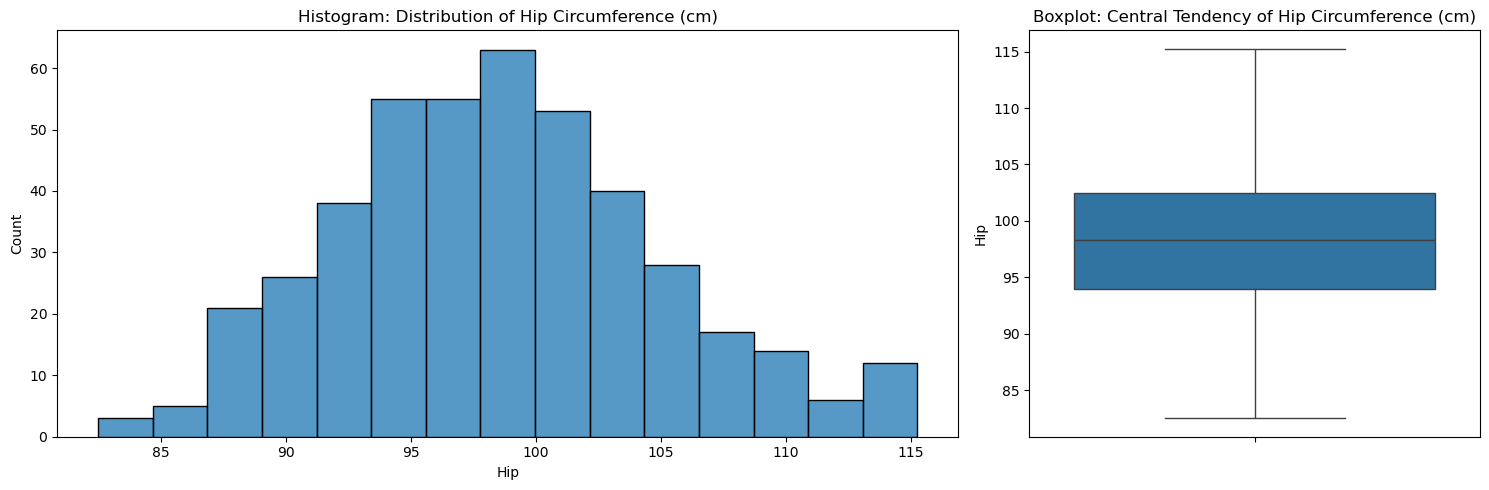 Histogram: Distribution of Hip Circumference (cm)
Count
60
50
40
30
20
10
0
85 90 95 100 105 110 115
Hip
Boxplot: Central Tendency of Hip Circumference (cm)
Hip
115
110
105
100
95
90
85